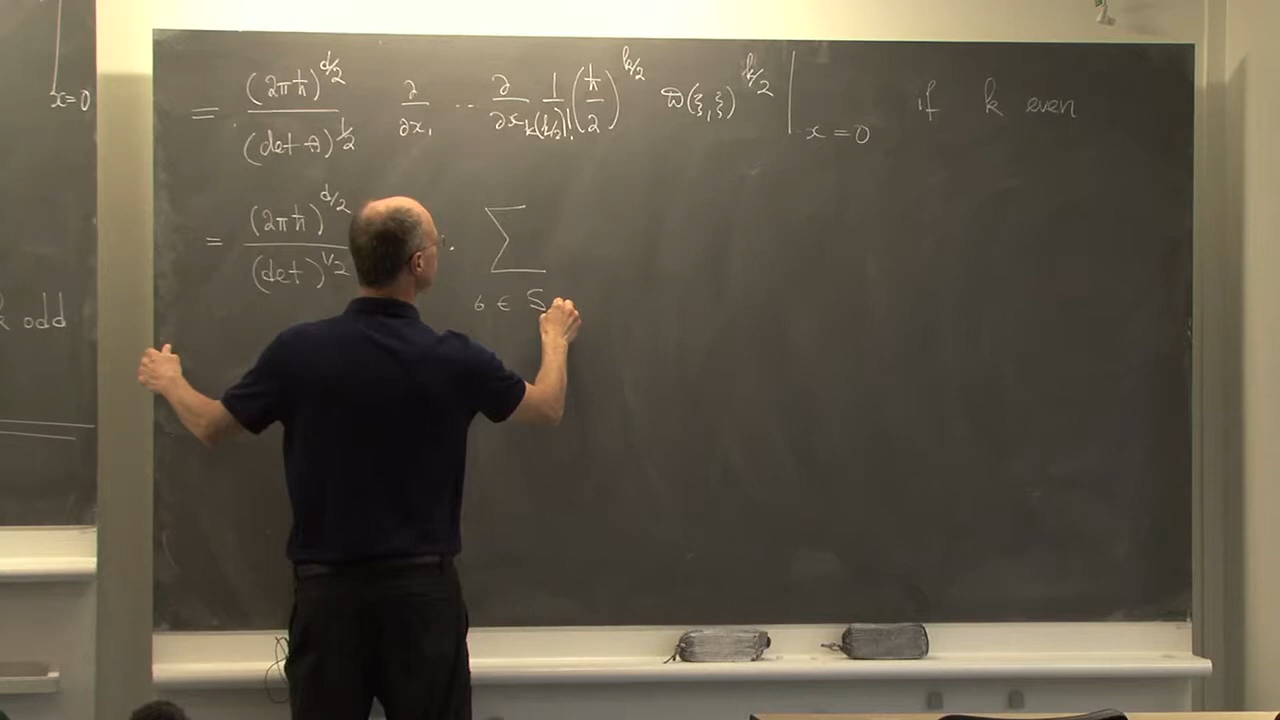 x=0
= (2πħ)^{d/2} / (det A)^{1/2} ∂/∂x₁ ... ∂/∂x_k 1/(k/2)! (ħ/2)^{k/2} D(ξ,ξ)^{k/2} |_{x=0} if k even
= (2πħ)^{d/2} / (det)^{1/2} · Σ_{σ ∈ S}
k odd